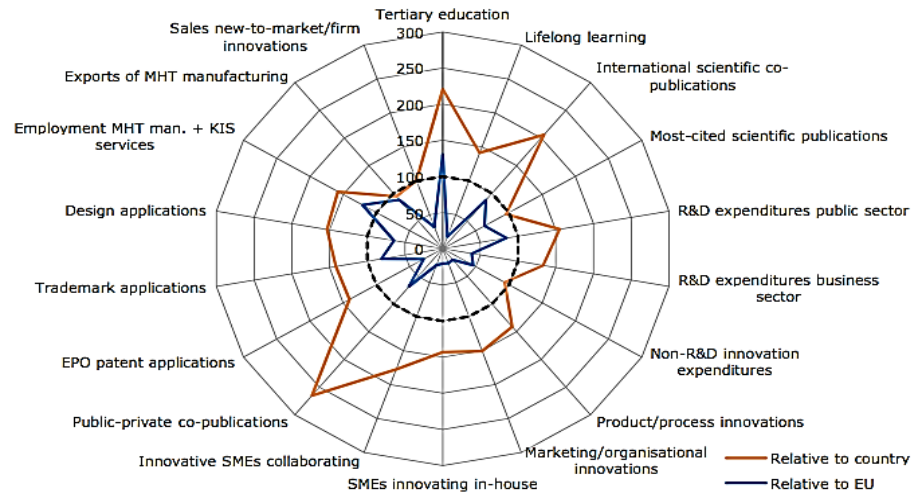 Tertiary education
Lifelong learning
International scientific co-
publications
Most-cited scientific publications
R&D expenditures public sector
R&D expenditures business
sector
Non-R&D innovation
expenditures
Product/process innovations
Marketing/organisational
innovations
SMEs innovating in-house
Innovative SMEs collaborating
Public-private co-publications
EPO patent applications
Trademark applications
Design applications
Employment MHT man. + KIS
services
Exports of MHT manufacturing
Sales new-to-market/firm
innovations
300
250
200
150
100
50
0
Relative to country
Relative to EU